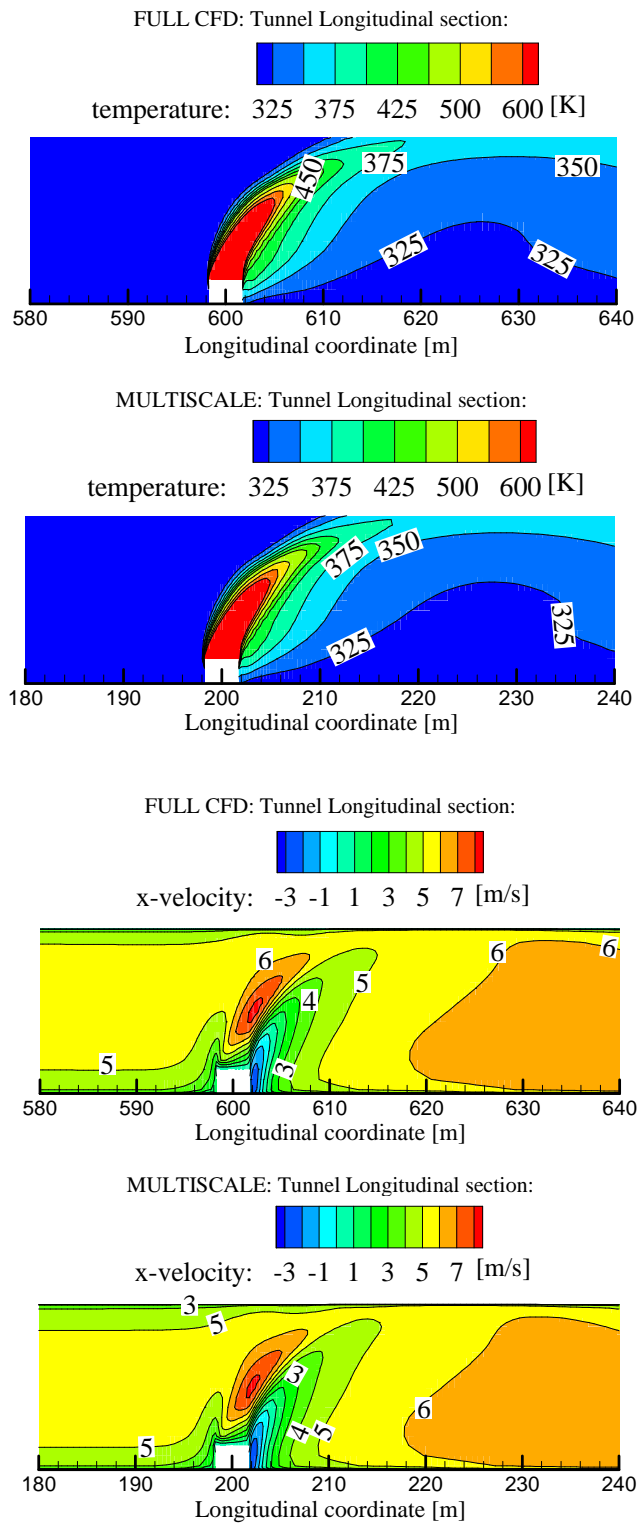 FULL CFD: Tunnel Longitudinal section:
temperature: 325 375 425 500 600 [K]
450
375
350
325
325
580 590 600 610 620 630 640
Longitudinal coordinate [m]
MULTISCALE: Tunnel Longitudinal section:
temperature: 325 375 425 500 600 [K]
375
350
325
325
180 190 200 210 220 230 240
Longitudinal coordinate [m]
FULL CFD: Tunnel Longitudinal section:
x-velocity: -3 -1 1 3 5 7 [m/s]
6
5
6
6
4
5
3
580 590 600 610 620 630 640
Longitudinal coordinate [m]
MULTISCALE: Tunnel Longitudinal section:
x-velocity: -3 -1 1 3 5 7 [m/s]
3
5
3
6
5
4
5
180 190 200 210 220 230 240
Longitudinal coordinate [m]